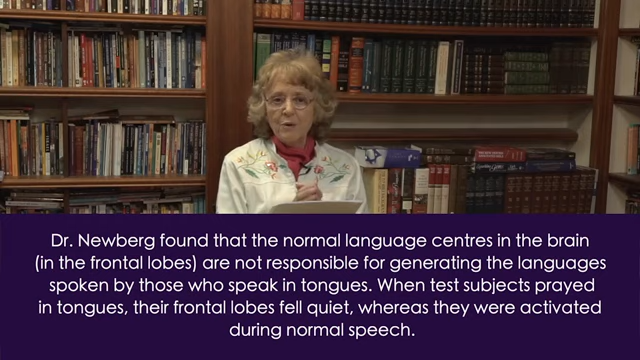 Dr. Newberg found that the normal language centres in the brain
(in the frontal lobes) are not responsible for generating the languages
spoken by those who speak in tongues. When test subjects prayed
in tongues, their frontal lobes fell quiet, whereas they were activated
during normal speech.